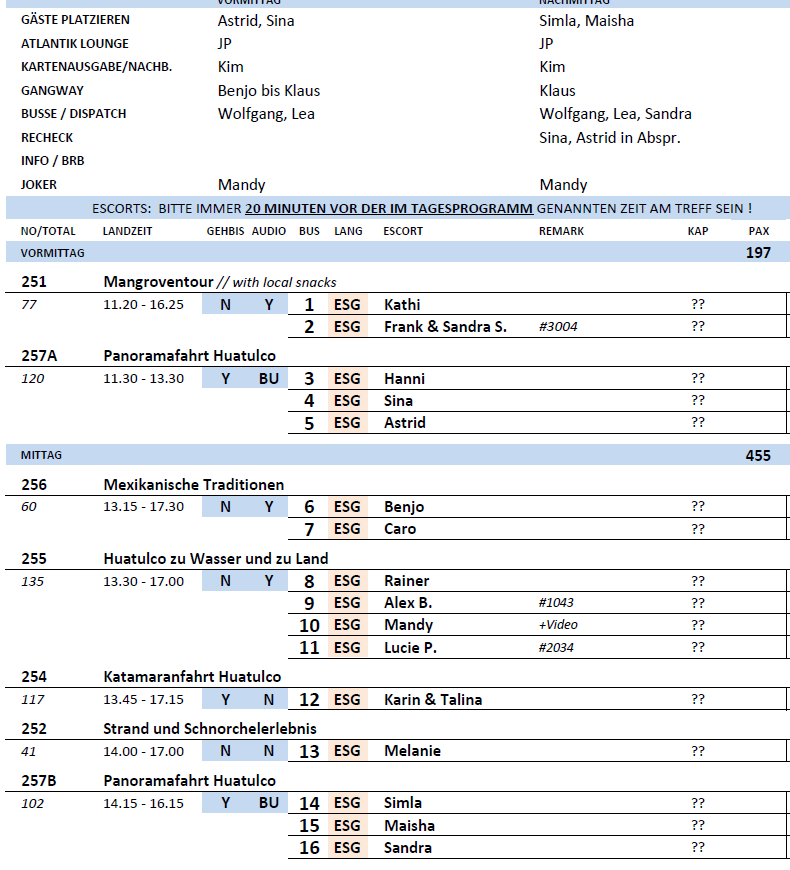 VORMITTAG NACHMITTAG
GÄSTE PLATZIEREN Astrid, Sina Simla, Maisha
ATLANTIK LOUNGE JP JP
KARTENAUSGABE/NACHB. Kim Kim
GANGWAY Benjo bis Klaus Klaus
BUSSE / DISPATCH Wolfgang, Lea Wolfgang, Lea, Sandra
RECHECK Sina, Astrid in Abspr.
INFO / BRB
JOKER Mandy Mandy
ESCORTS: BITTE IMMER 20 MINUTEN VOR DER IM TAGESPROGRAMM GENANNTEN ZEIT AM TREFF SEIN !
NO/TOTAL LANDZEIT GEHBIS AUDIO BUS LANG ESCORT REMARK KAP PAX
VORMITTAG 197
251 Mangroventour // with local snacks
77 11.20 - 16.25 N Y 1 ESG Kathi ??
2 ESG Frank & Sandra S. #3004 ??
257A Panoramafahrt Huatulco
120 11.30 - 13.30 Y BU 3 ESG Hanni ??
4 ESG Sina ??
5 ESG Astrid ??
MITTAG 455
256 Mexikanische Traditionen
60 13.15 - 17.30 N Y 6 ESG Benjo ??
7 ESG Caro ??
255 Huatulco zu Wasser und zu Land
135 13.30 - 17.00 N Y 8 ESG Rainer ??
9 ESG Alex B. #1043 ??
10 ESG Mandy +Video ??
11 ESG Lucie P. #2034 ??
254 Katamaranfahrt Huatulco
117 13.45 - 17.15 Y N 12 ESG Karin & Talina ??
252 Strand und Schnorchelerlebnis
41 14.00 - 17.00 N N 13 ESG Melanie ??
257B Panoramafahrt Huatulco
102 14.15 - 16.15 Y BU 14 ESG Simla ??
15 ESG Maisha ??
16 ESG Sandra ??